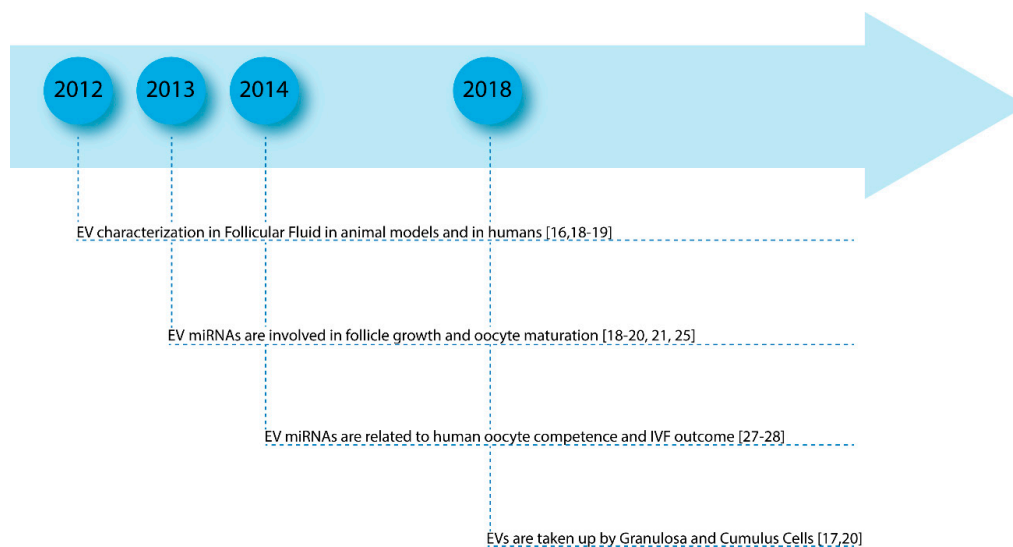 2012
2013
2014
2018
EV characterization in Follicular Fluid in animal models and in humans [16,18-19]
EV miRNAs are involved in follicle growth and oocyte maturation [18-20, 21, 25]
EV miRNAs are related to human oocyte competence and IVF outcome [27-28]
EVs are taken up by Granulosa and Cumulus Cells [17,20]